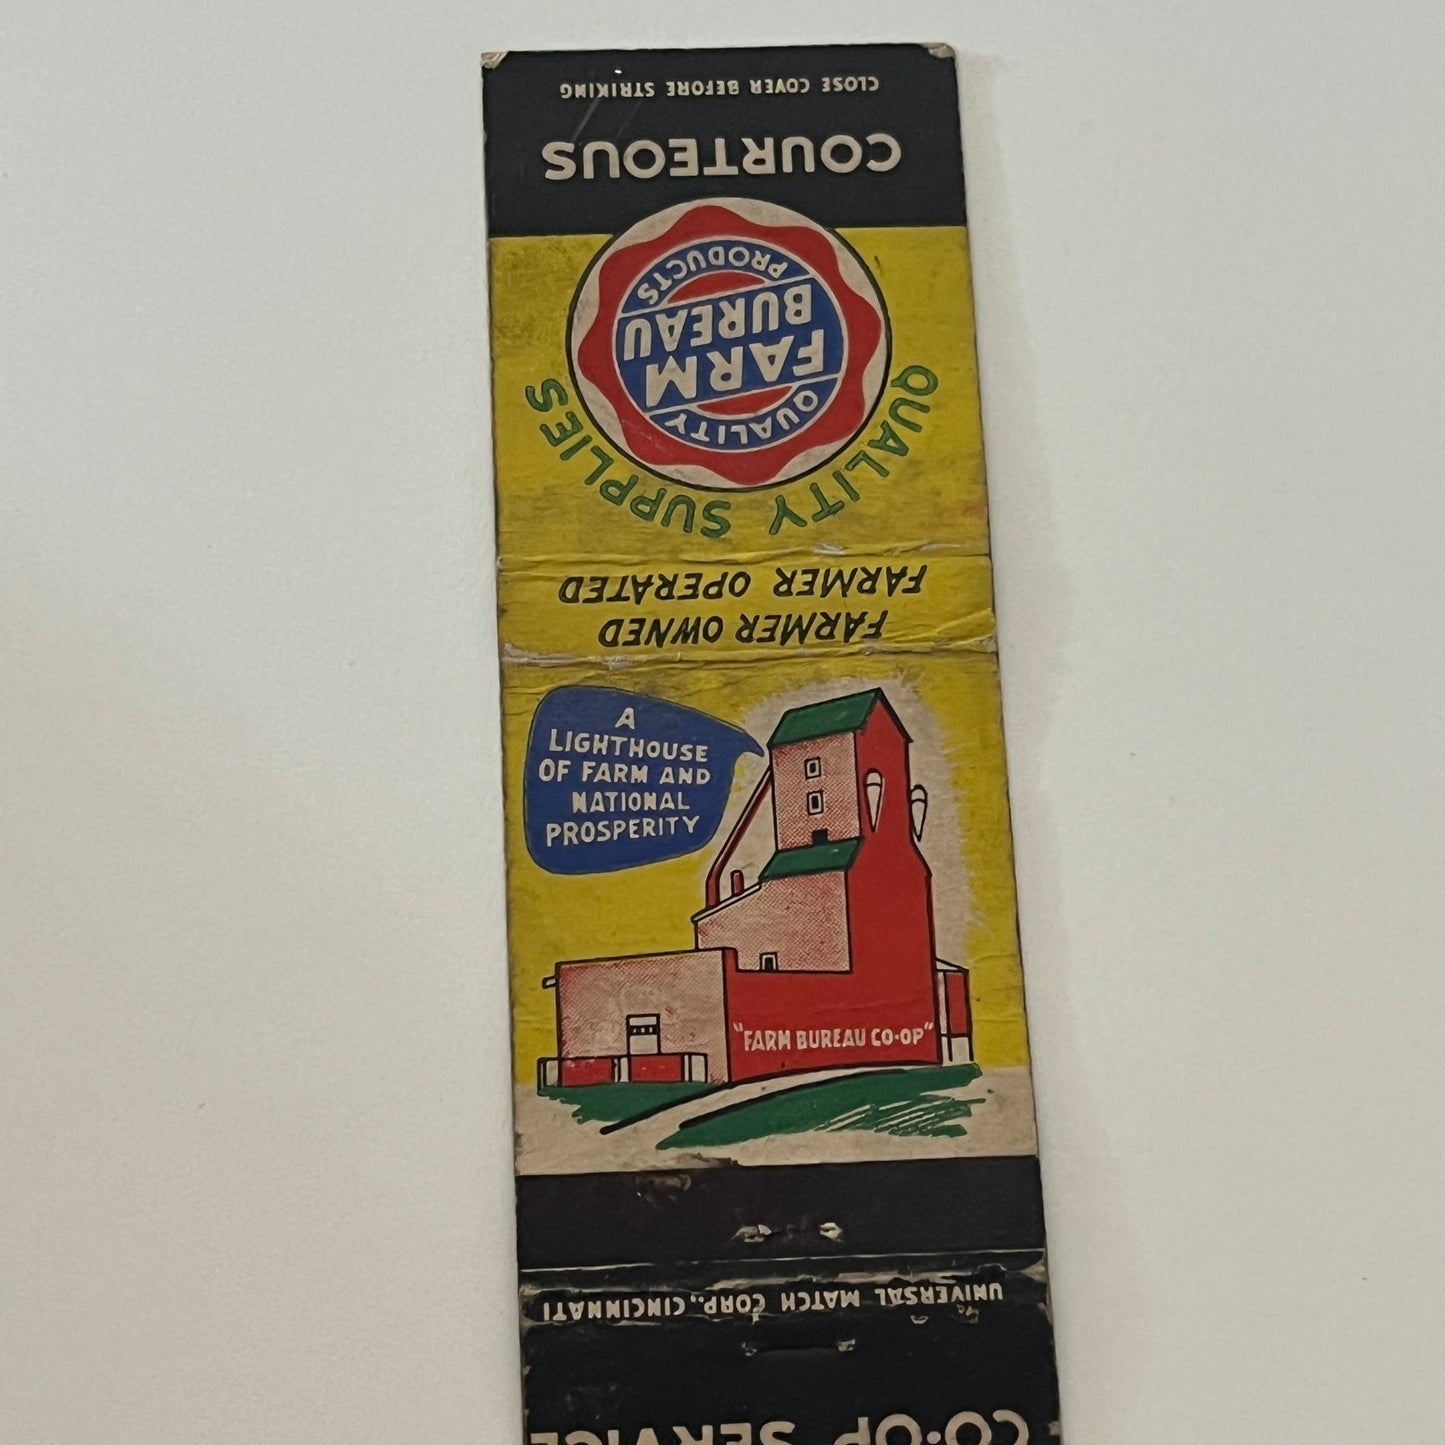 CLOSE COVER BEFORE STRIKING
COURTEOUS
PRODUCTS
FARM
BUREAU
QUALITY
QUALITY SUPPLIES
FARMER OWNED
FARMER OPERATED
A
LIGHTHOUSE
OF FARM AND
NATIONAL
PROSPERITY
"FARM BUREAU CO-OP"
UNIVERSAL MATCH CORP., CINCINNATI
CO-OP SERVICE